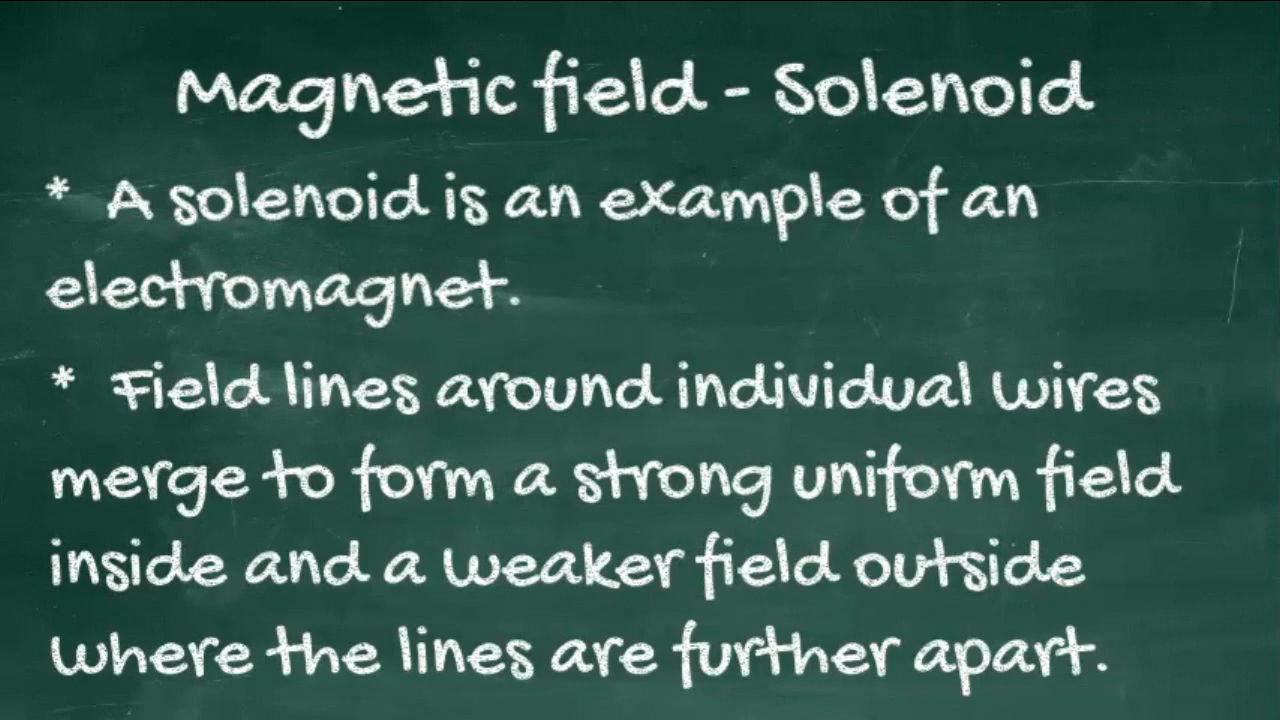 Magnetic field - Solenoid
* A solenoid is an example of an
electromagnet.
* Field lines around individual wires
merge to form a strong uniform field
inside and a weaker field outside
where the lines are further apart.